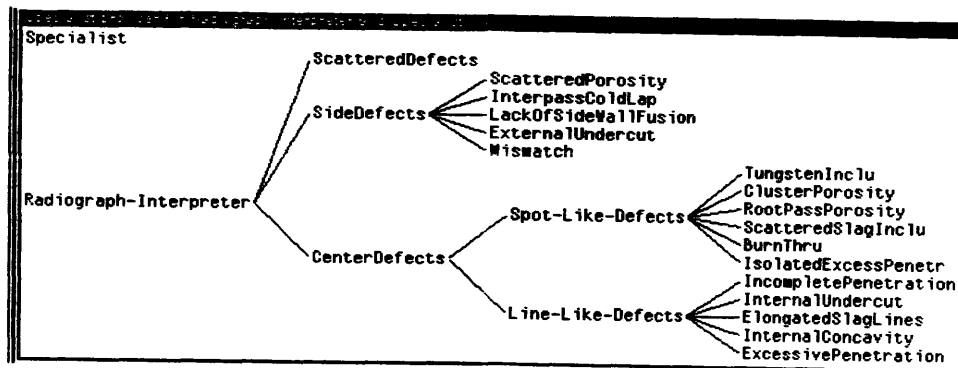 Specialist
ScatteredDefects
ScatteredPorosity
InterpassColdLap
SideDefects
LackOfSideWallFusion
ExternalUndercut
Mismatch
TungstenInclu
ClusterPorosity
Radiograph-Interpreter
Spot-Like-Defects
RootPassPorosity
ScatteredSlagInclu
BurnThru
CenterDefects
IsolatedExcessPenetr
IncompletePenetration
InternalUndercut
Line-Like-Defects
ElongatedSlagLines
InternalConcavity
ExcessivePenetration